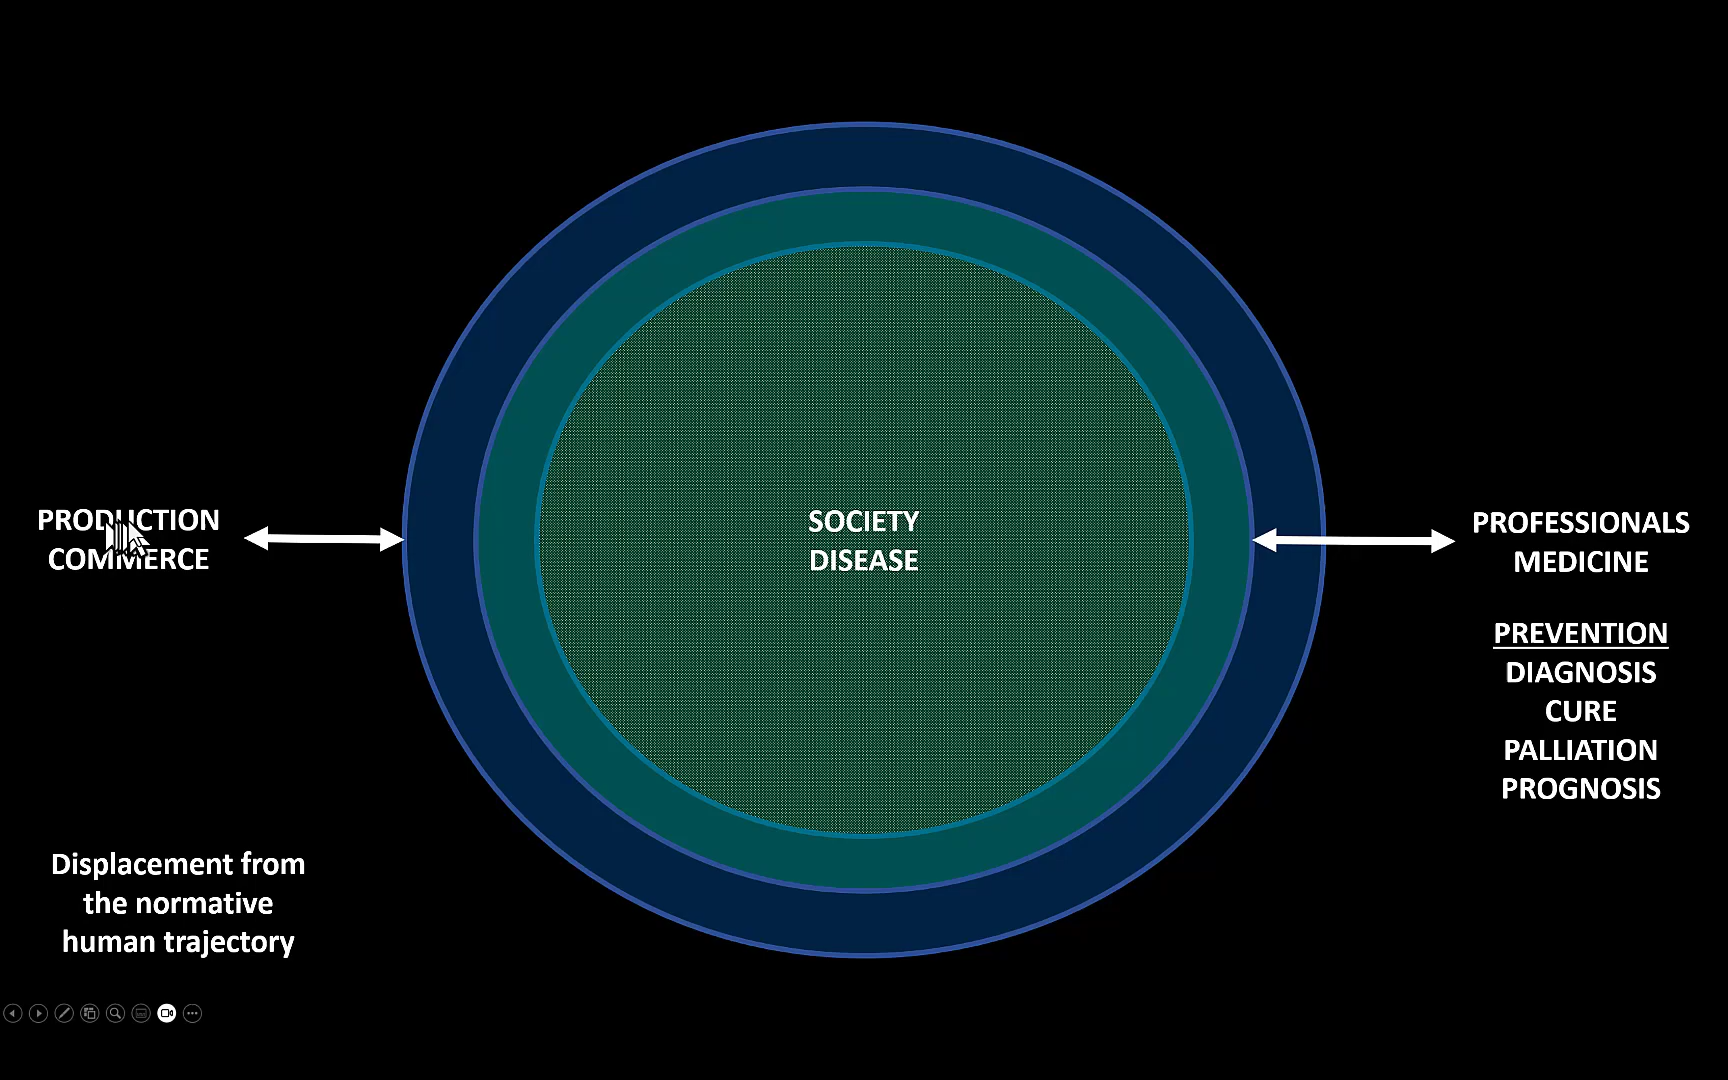 PRODUCTION
COMMERCE
SOCIETY
DISEASE
PROFESSIONALS
MEDICINE
PREVENTION
DIAGNOSIS
CURE
PALLIATION
PROGNOSIS
Displacement from
the normative
human trajectory